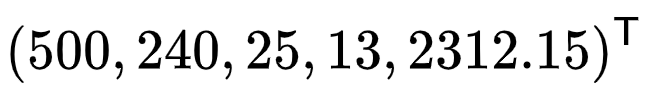 (500, 240, 25, 13, 2312.15)ᵀ